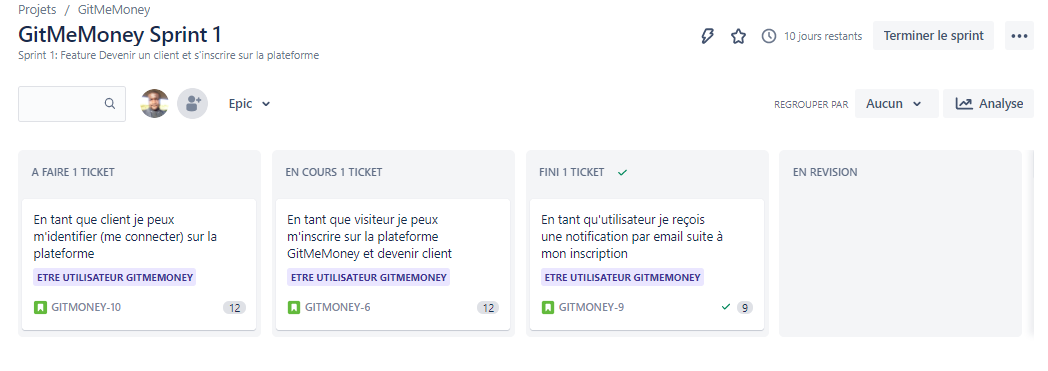 Projets / GitMeMoney
GitMeMoney Sprint 1
Sprint 1: Feature Devenir un client et s'inscrire sur la plateforme
10 jours restants
Terminer le sprint
Epic
REGROUPER PAR
Aucun
Analyse
A FAIRE 1 TICKET
En tant que client je peux
m'identifier (me connecter) sur la
plateforme
ETRE UTILISATEUR GITMEMONEY
GITMONEY-10
12
EN COURS 1 TICKET
En tant que visiteur je peux
m'inscrire sur la plateforme
GitMeMoney et devenir client
ETRE UTILISATEUR GITMEMONEY
GITMONEY-6
12
FINI 1 TICKET
En tant qu'utilisateur je reçois
une notification par email suite à
mon inscription
ETRE UTILISATEUR GITMEMONEY
GITMONEY-9
9
EN REVISION